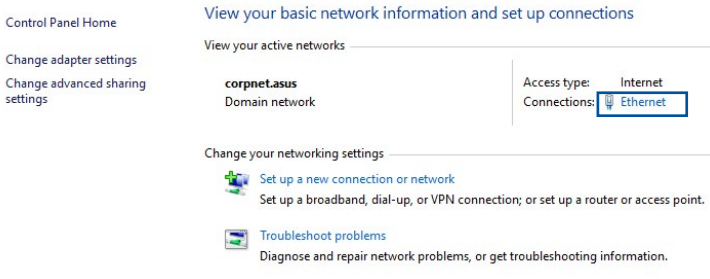 View your basic network information and set up connections
Control Panel Home
Change adapter settings
Change advanced sharing
settings
View your active networks
corpnet.asus
Domain network
Access type: Internet
Connections: Ethernet
Change your networking settings
Set up a new connection or network
Set up a broadband, dial-up, or VPN connection; or set up a router or access point.
Troubleshoot problems
Diagnose and repair network problems, or get troubleshooting information.